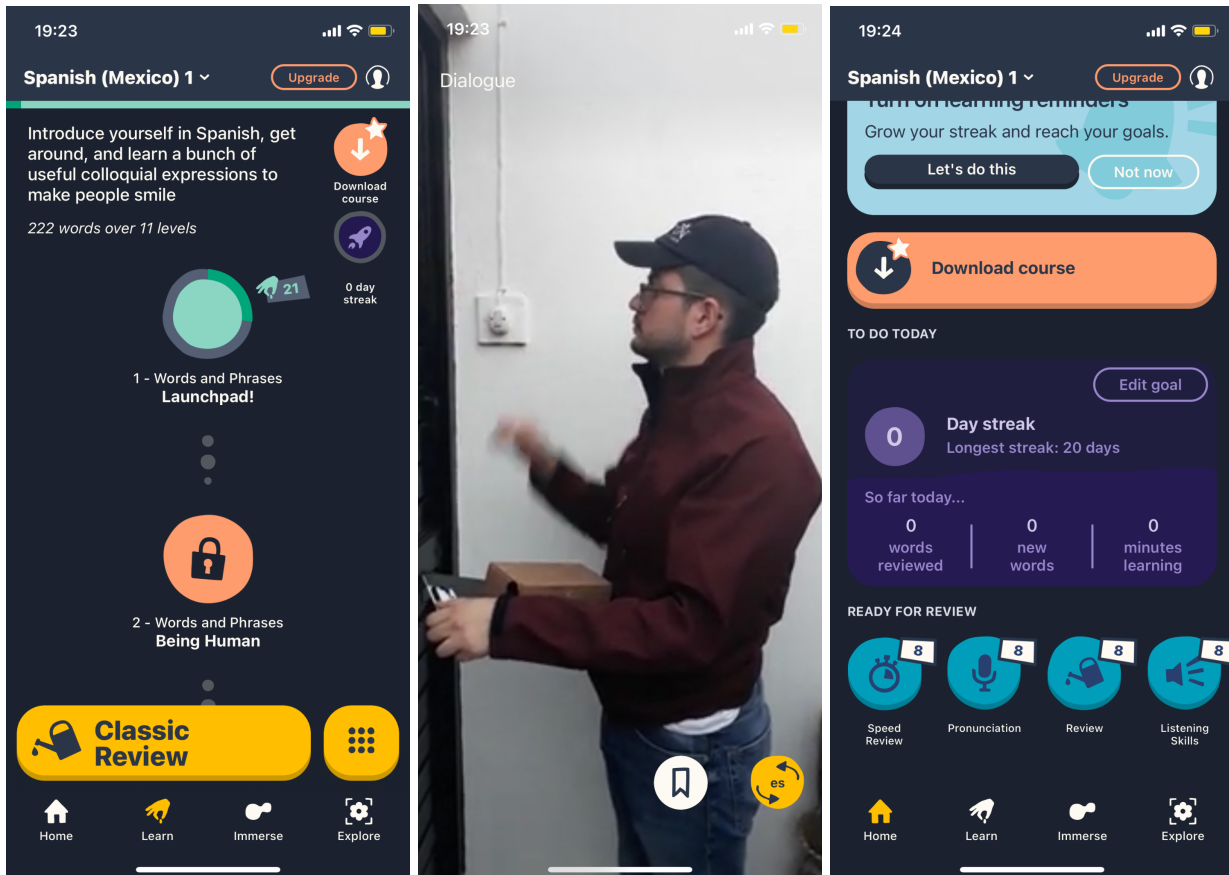 19:23
Spanish (Mexico) 1
Upgrade
Introduce yourself in Spanish, get
around, and learn a bunch of
useful colloquial expressions to
make people smile
222 words over 11 levels
Download
course
0 day
streak
21
1 - Words and Phrases
Launchpad!
2 - Words and Phrases
Being Human
Classic
Review
Home
Learn
Immerse
Explore
19:23
Dialogue
es
19:24
Spanish (Mexico) 1
Upgrade
Turn on learning reminders
Grow your streak and reach your goals.
Let's do this
Not now
Download course
TO DO TODAY
Edit goal
0
Day streak
Longest streak: 20 days
So far today...
0
words
reviewed
0
new
words
0
minutes
learning
READY FOR REVIEW
8
Speed
Review
8
Pronunciation
8
Review
8
Listening
Skills
Home
Learn
Immerse
Explore